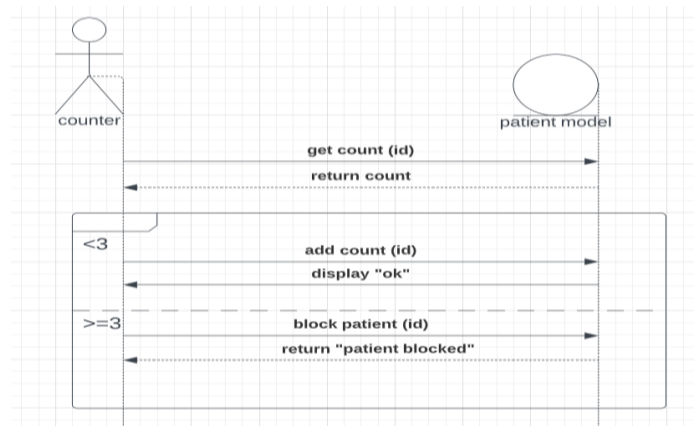 counter
patient model
get count (id)
return count
<3
add count (id)
display "ok"
>=3
block patient (id)
return "patient blocked"